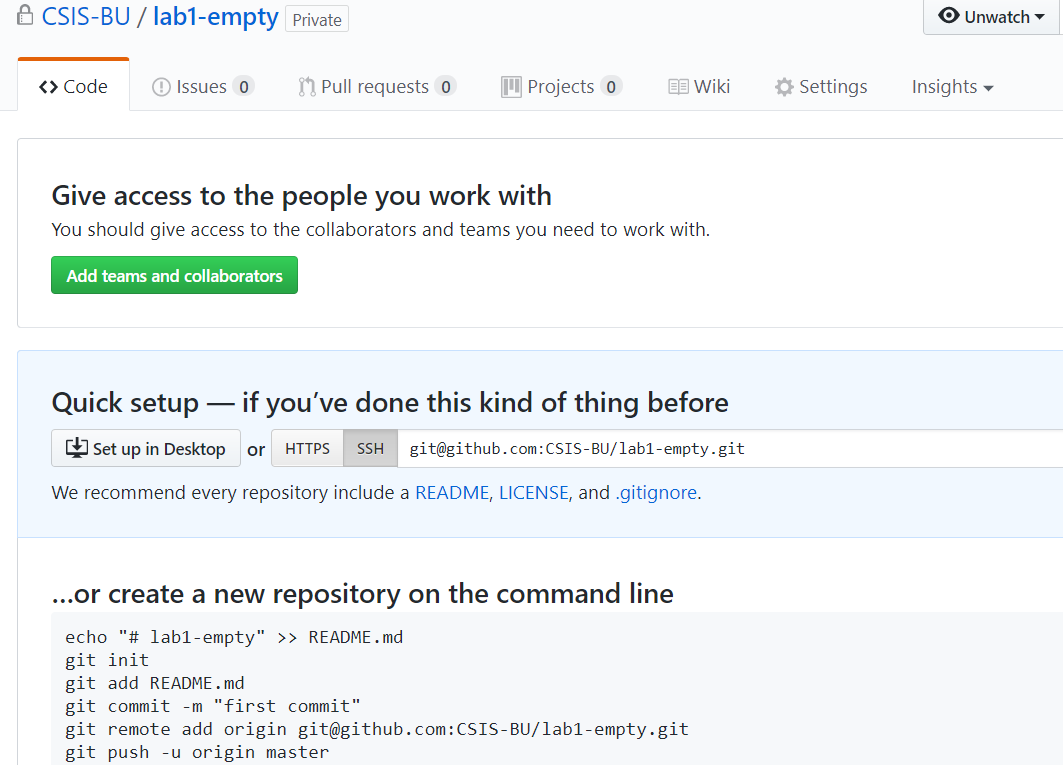 CSIS-BU / lab1-empty Private
Unwatch
<> Code Issues 0 Pull requests 0 Projects 0 Wiki Settings Insights
Give access to the people you work with
You should give access to the collaborators and teams you need to work with.
Add teams and collaborators
Quick setup — if you’ve done this kind of thing before
Set up in Desktop or HTTPS SSH git@github.com:CSIS-BU/lab1-empty.git
We recommend every repository include a README, LICENSE, and .gitignore.
…or create a new repository on the command line
echo "# lab1-empty" >> README.md
git init
git add README.md
git commit -m "first commit"
git remote add origin git@github.com:CSIS-BU/lab1-empty.git
git push -u origin master